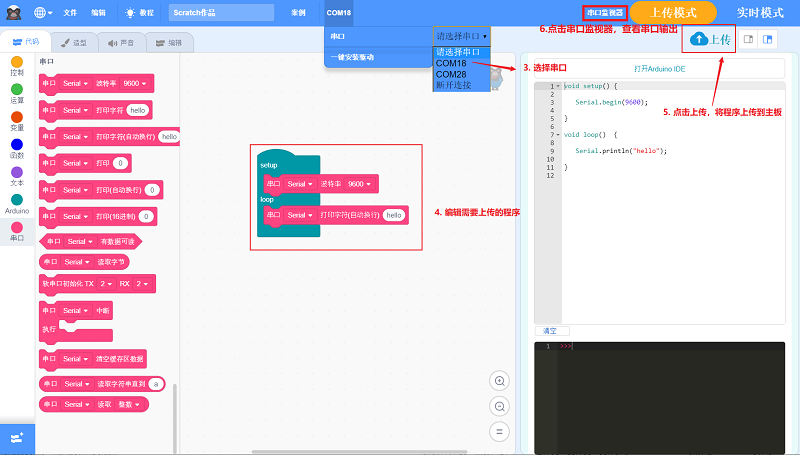 文件
编辑
教程
Scratch作品
案例
COM18
串口监视器
上传模式
实时模式
6.点击串口监视器，查看串口输出
代码
造型
声音
编辑
串口
请选择串口
请选择串口
COM18
COM28
断开连接
一键安装驱动
3. 选择串口
上传
5. 点击上传，将程序上传到主板
打开Arduino IDE
控制
运算
变量
函数
文本
Arduino
串口
串口
串口 Serial 波特率 9600
串口 Serial 打印字符 hello
串口 Serial 打印字符(自动换行) hello
串口 Serial 打印 0
串口 Serial 打印(自动换行) 0
串口 Serial 打印(16进制) 0
串口 Serial 有数据可读
串口 Serial 读取字节
软串口初始化 TX 2 RX 2
串口 Serial 中断
执行
串口 Serial 清空缓存区数据
串口 Serial 读取字符串直到 a
串口 Serial 读取 整数
setup
串口 Serial 波特率 9600
loop
串口 Serial 打印字符(自动换行) hello
4. 编辑需要上传的程序
1 void setup() {
2
3 Serial.begin(9600);
4
5 }
6
7 void loop() {
8
9 Serial.println("hello");
10
11 }
12
清空
1 >>>